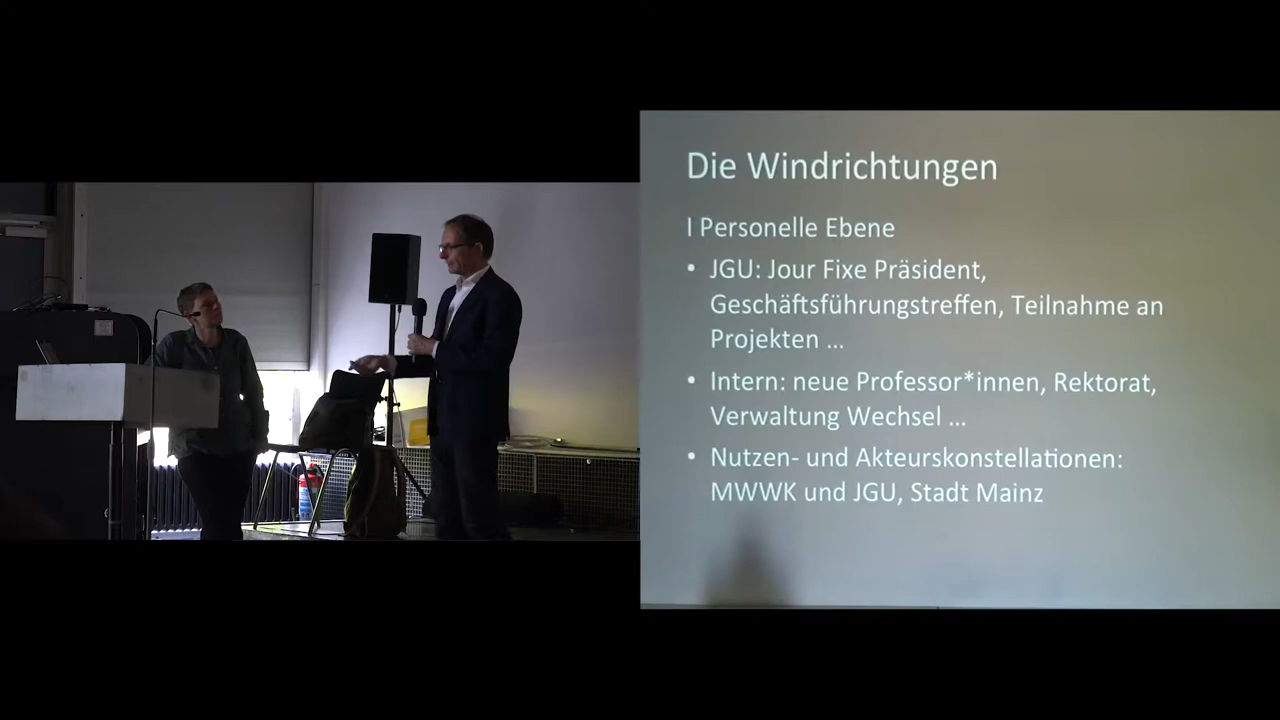 Die Windrichtungen
I Personelle Ebene
• JGU: Jour Fixe Präsident,
Geschäftsführungstreffen, Teilnahme an
Projekten ...
• Intern: neue Professor*innen, Rektorat,
Verwaltung Wechsel ...
• Nutzen- und Akteurskonstellationen:
MWWK und JGU, Stadt Mainz